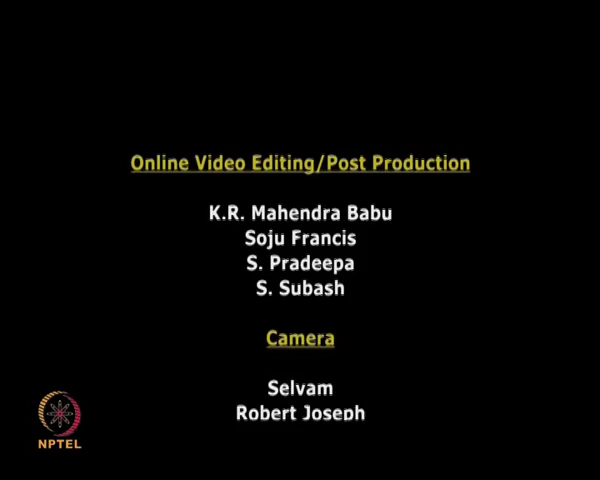 Online Video Editing/Post Production
K.R. Mahendra Babu
Soju Francis
S. Pradeepa
S. Subash
Camera
Selvam
Robert Joseph
NPTEL